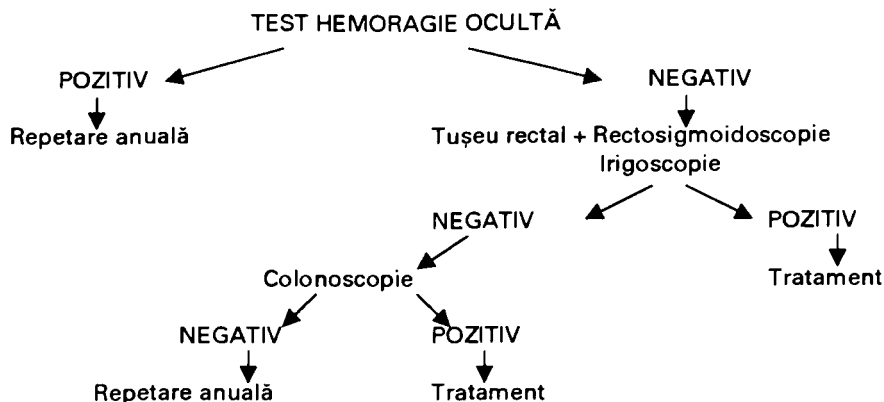 TEST HEMORAGIE OCULTĂ
POZITIV
NEGATIV
Repetare anuală
Tușeu rectal + Rectosigmoidoscopie
Irigoscopie
NEGATIV
POZITIV
Colonoscopie
Tratament
NEGATIV
POZITIV
Repetare anuală
Tratament